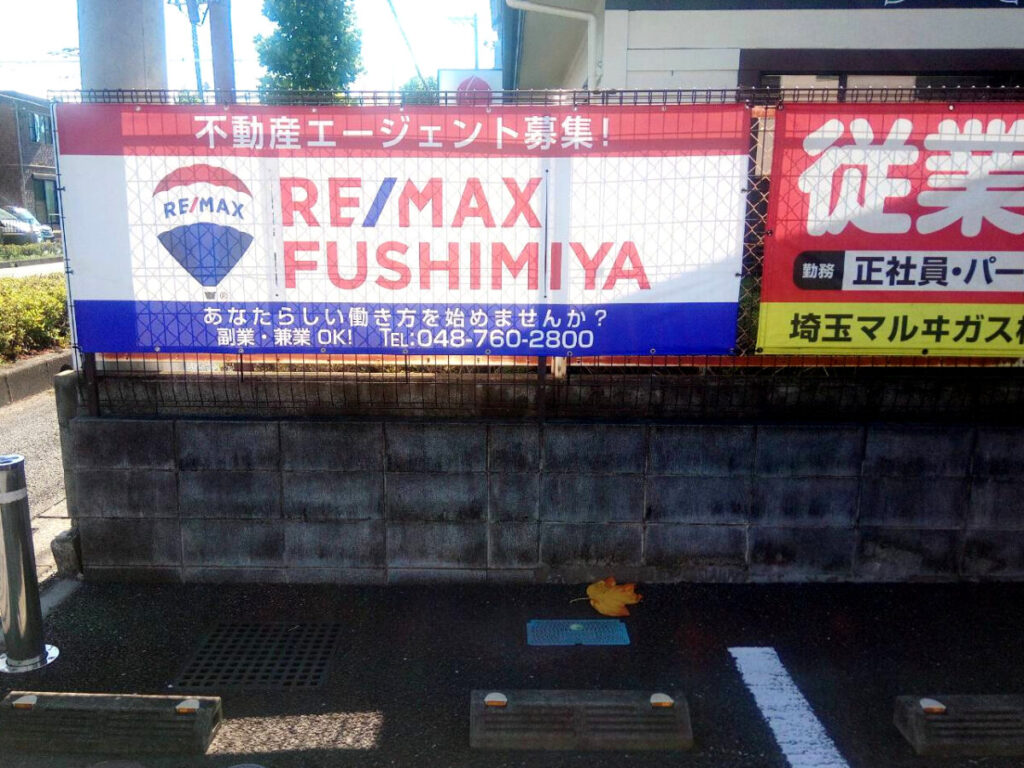 不動産エージェント募集!
RE/MAX
RE/MAX
FUSHIMIYA
あなたらしい働き方を始めませんか?
副業・兼業OK! TEL:048-760-2800
従業
勤務 正社員・パー
埼玉マルヰガス